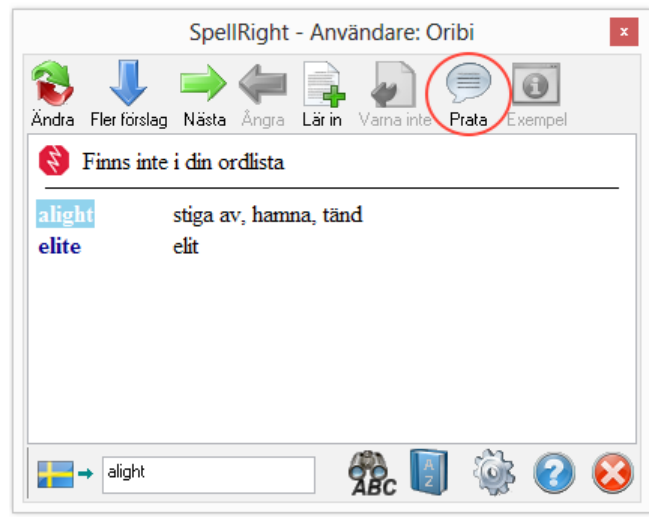 SpellRight - Användare: Oribi
x
Ändra Fler förslag Nästa Ångra Lär in Varna inte Prata Exempel
Finns inte i din ordlista
alight stiga av, hamna, tänd
elite elit
alight ABC A Z ?